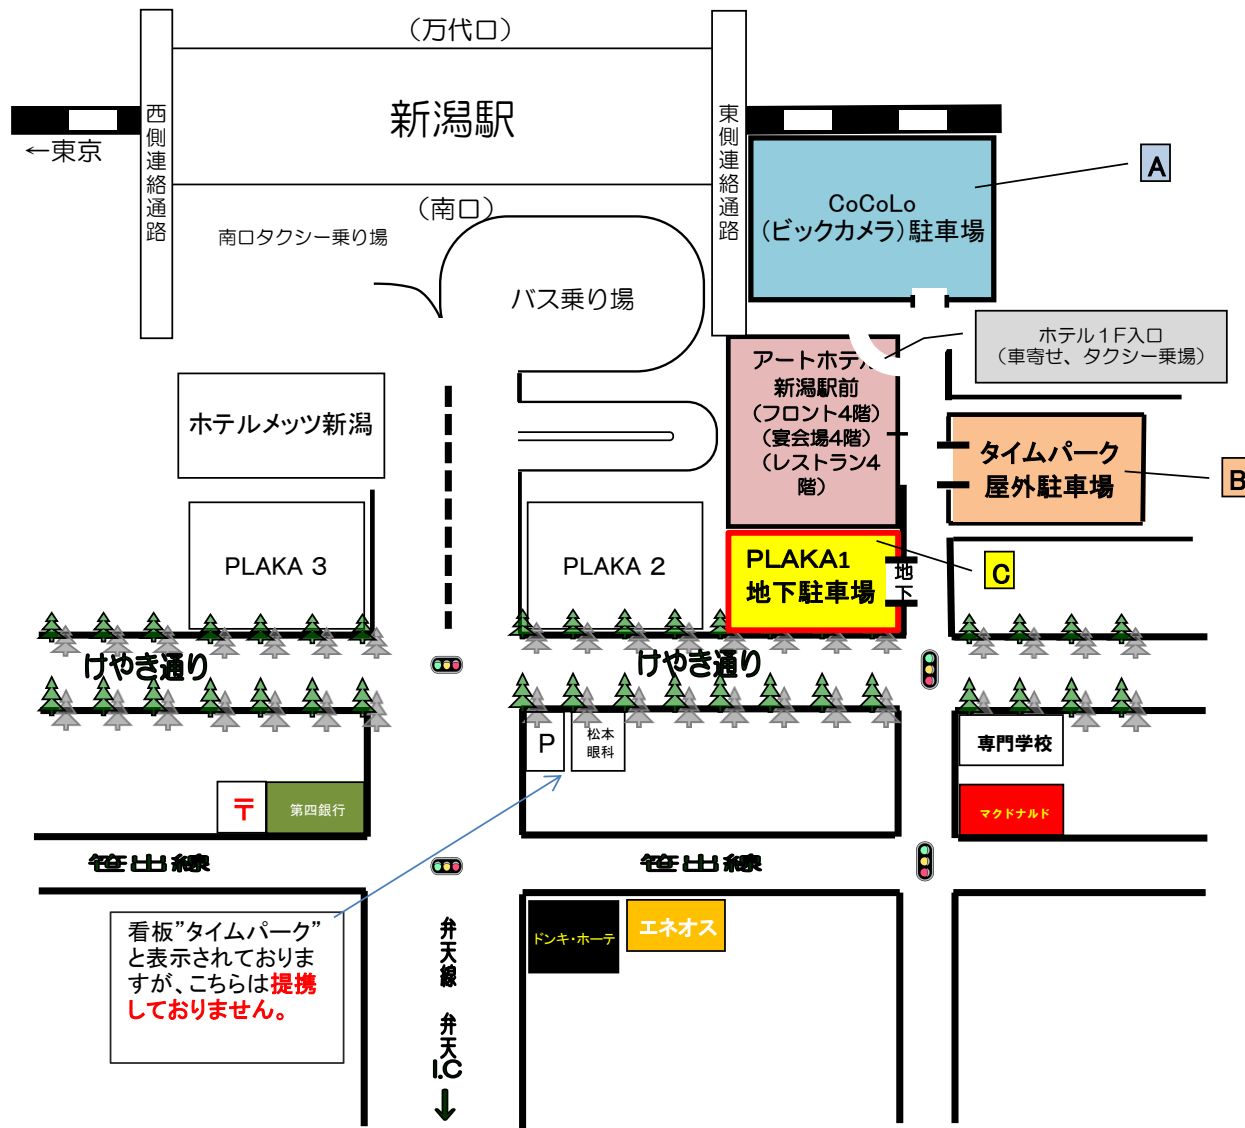 （万代口）
新潟駅
西側連絡通路
東側連絡通路
←東京
（南口）
南口タクシー乗り場
バス乗り場
CoCoLo
（ビックカメラ）駐車場
A
ホテル１F入口
（車寄せ、タクシー乗場）
アートホテル
新潟駅前
（フロント4階）
（宴会場4階）
（レストラン4
階）
ホテルメッツ新潟
タイムパーク
屋外駐車場
B
PLAKA 3
PLAKA 2
PLAKA1
地下駐車場
地下
C
けやき通り
けやき通り
P
松本
眼科
専門学校
〒
第四銀行
マクドナルド
笹出線
笹出線
看板”タイムパーク”
と表示されておりま
すが、こちらは提携
しておりません。
弁天線
弁天I.C
↓
ドンキ・ホーテ
エネオス